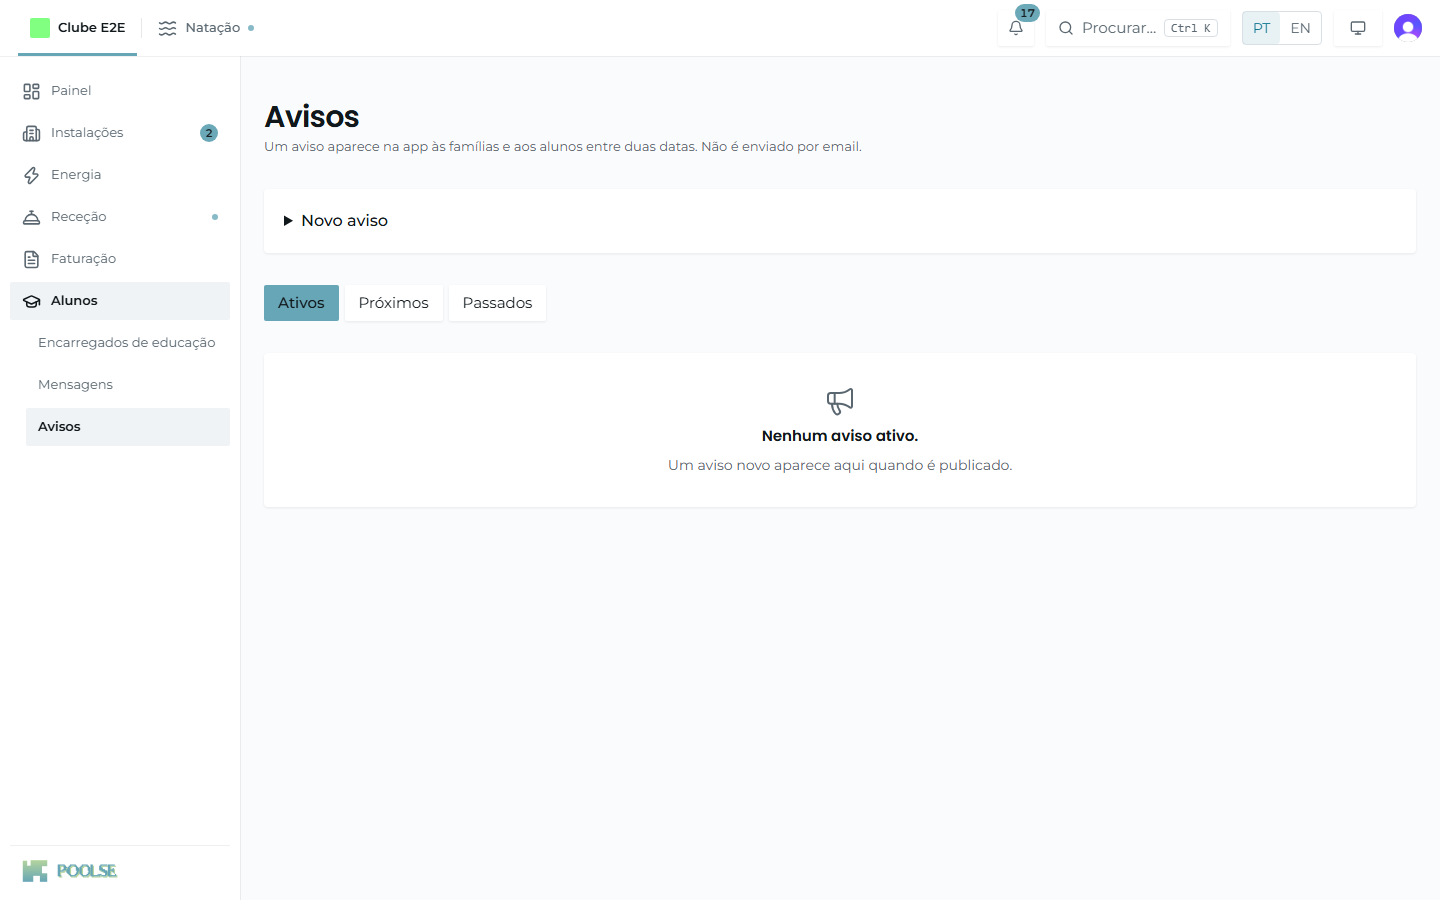 Clube E2E
Natação
17
Procurar...
Ctrl K
PT
EN
Painel
Instalações
2
Energia
Receção
Faturação
Alunos
Encarregados de educação
Mensagens
Avisos
POOLSE
Avisos
Um aviso aparece na app às famílias e aos alunos entre duas datas. Não é enviado por email.
Novo aviso
Ativos
Próximos
Passados
Nenhum aviso ativo.
Um aviso novo aparece aqui quando é publicado.